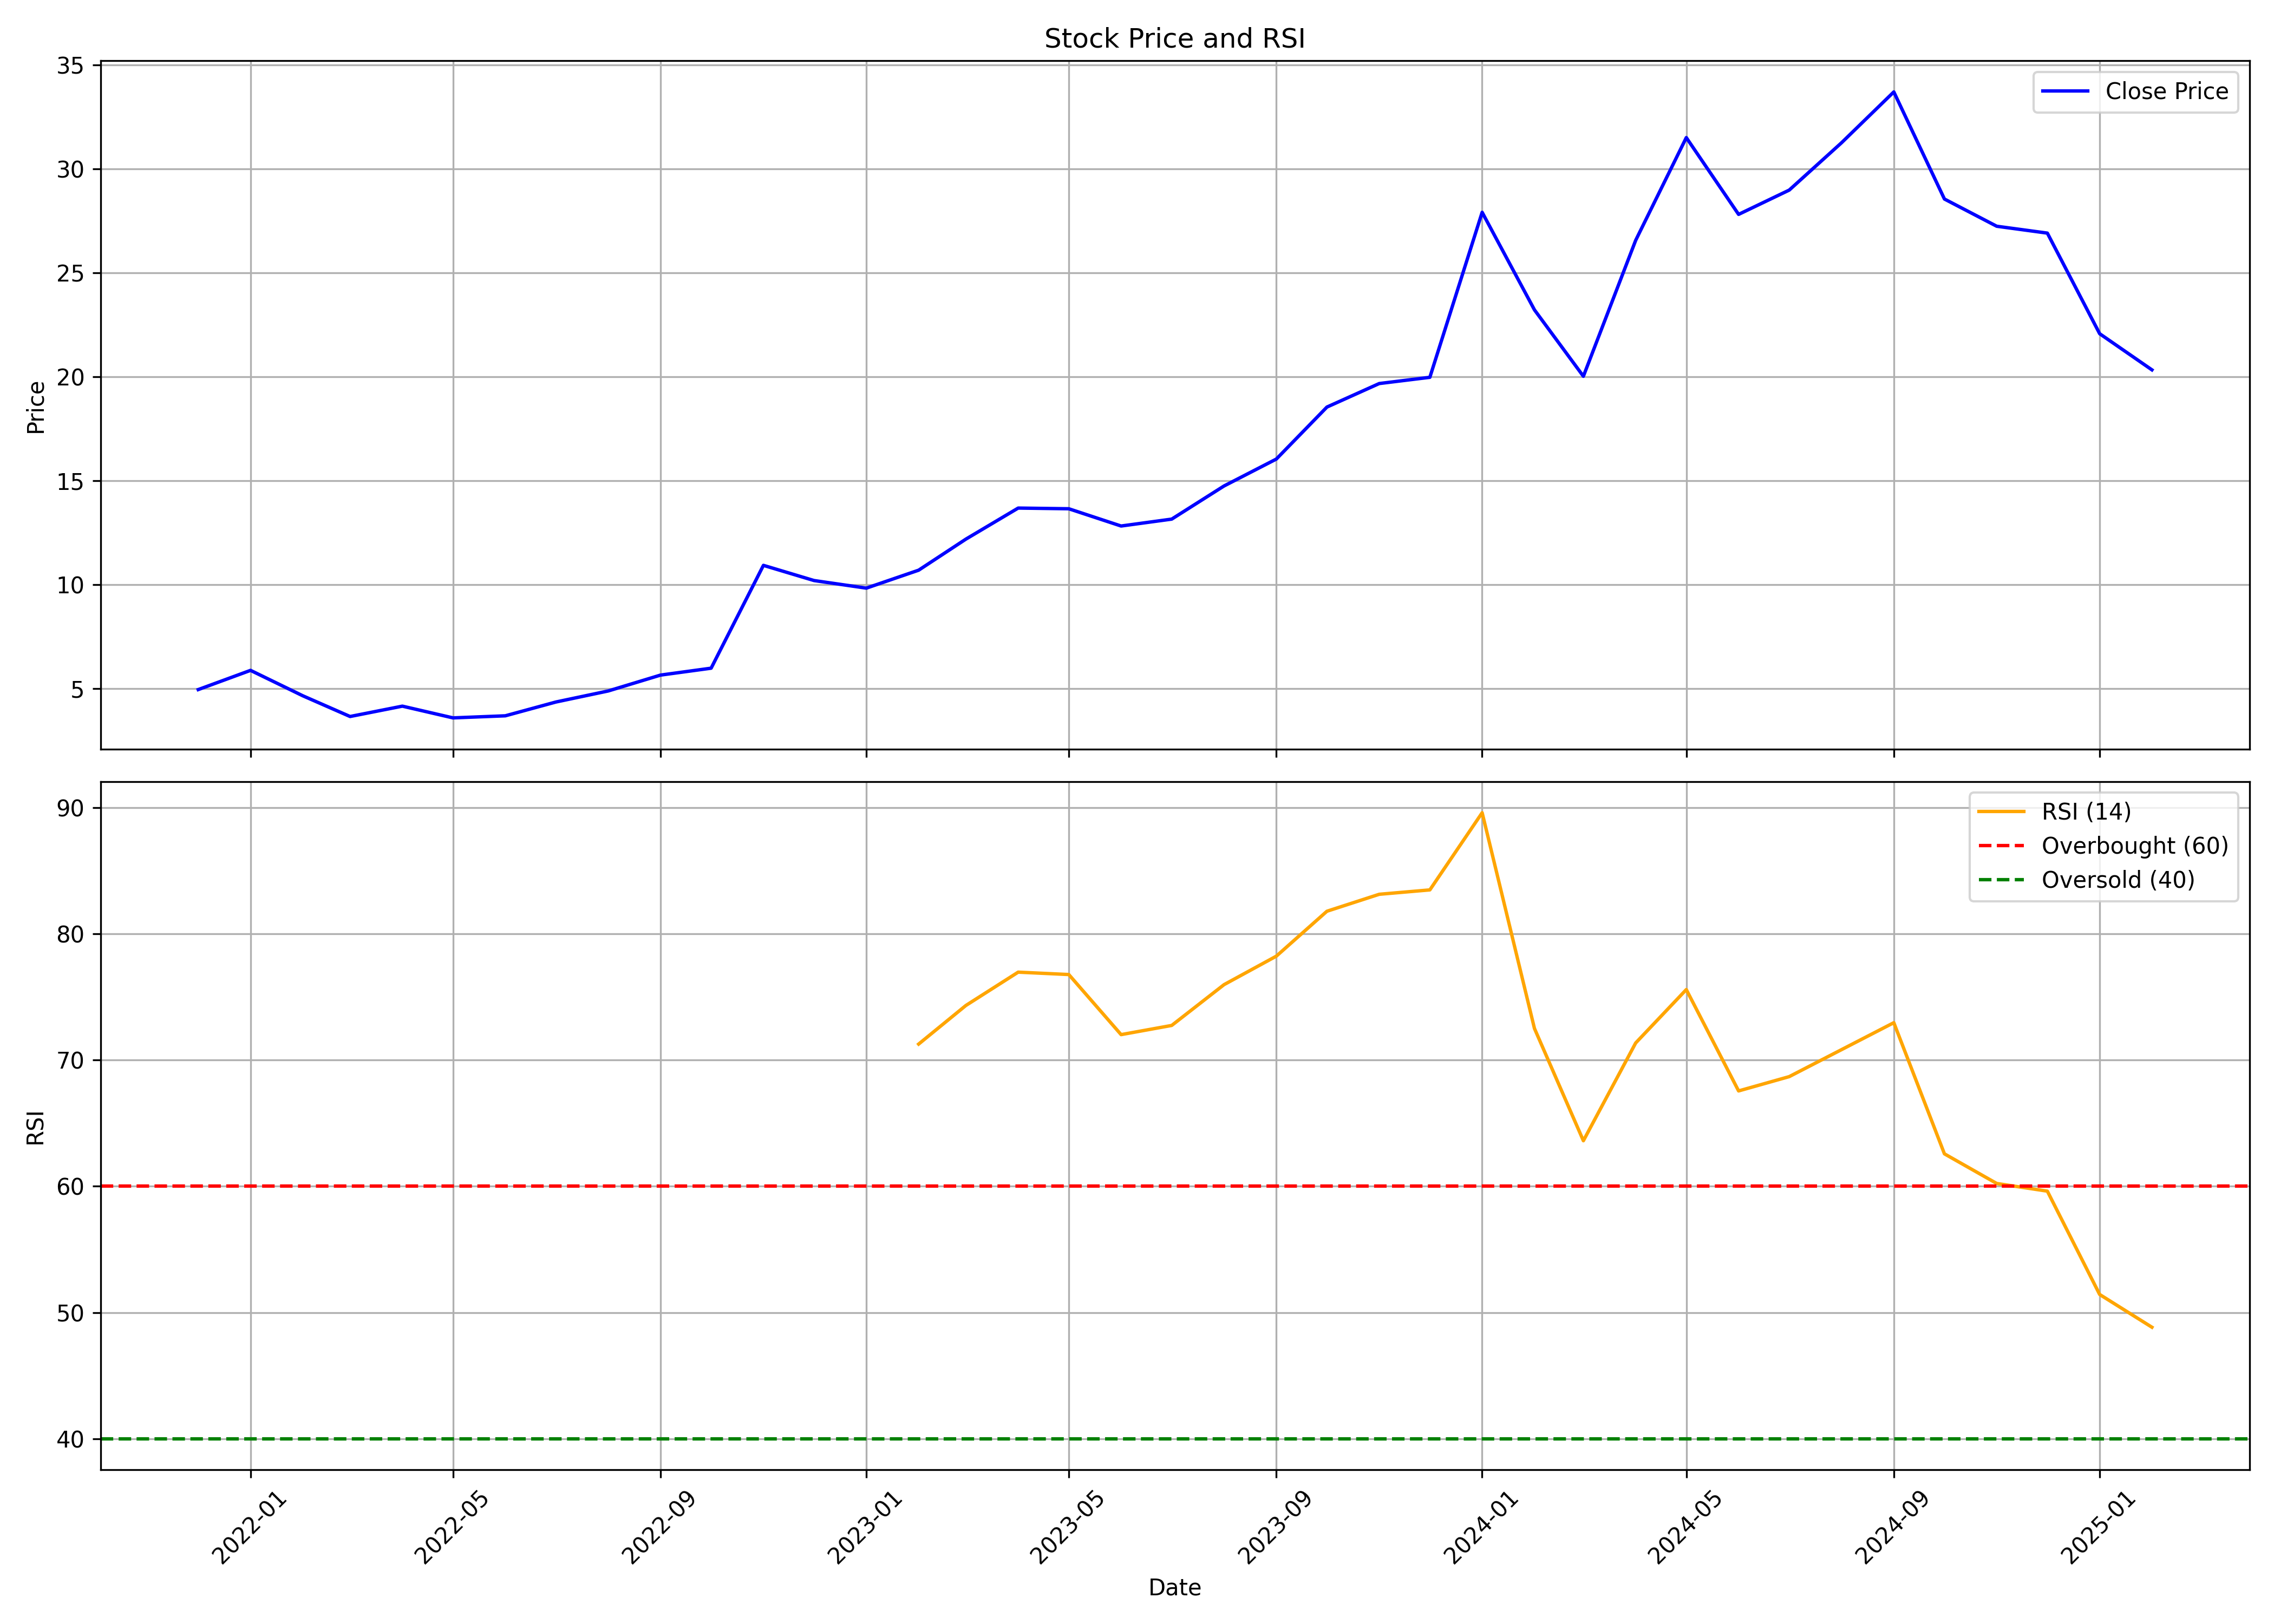 Stock Price and RSI
35
30
25
20
15
10
5
Price
Close Price
90
80
70
60
50
40
RSI
RSI (14)
Overbought (60)
Oversold (40)
2022-01
2022-05
2022-09
2023-01
2023-05
2023-09
2024-01
2024-05
2024-09
2025-01
Date